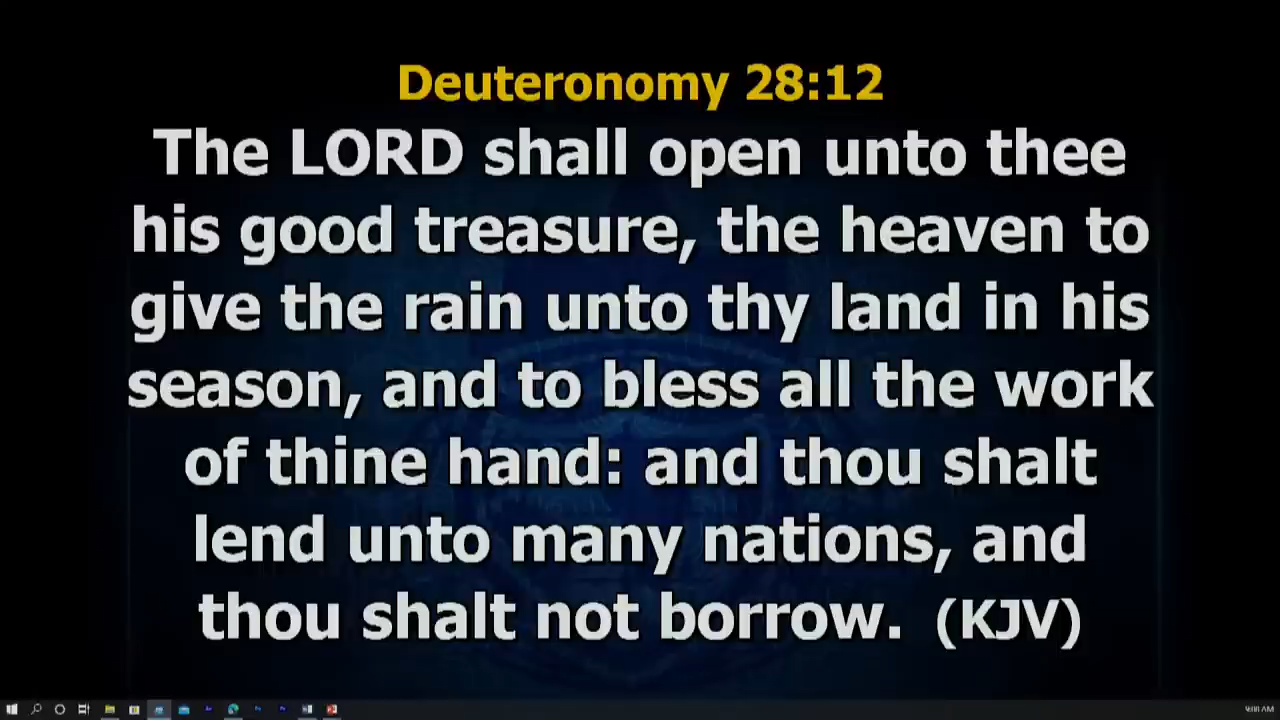 Deuteronomy 28:12
The LORD shall open unto thee
his good treasure, the heaven to
give the rain unto thy land in his
season, and to bless all the work
of thine hand: and thou shalt
lend unto many nations, and
thou shalt not borrow. (KJV)